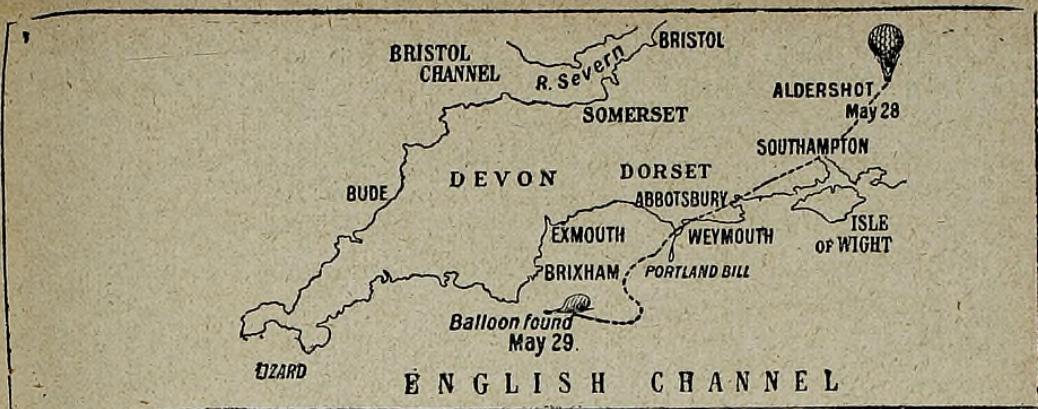 BRISTOL
CHANNEL
R. Severn
BRISTOL
ALDERSHOT
May 28
SOMERSET
SOUTHAMPTON
BUDE
DEVON
DORSET
ABBOTSBURY
EXMOUTH
WEYMOUTH
ISLE
OF WIGHT
BRIXHAM
PORTLAND BILL
Balloon found
May 29.
LIZARD
ENGLISH CHANNEL